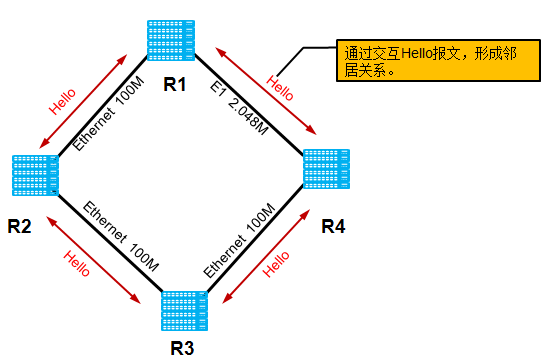 R1
通过交互Hello报文，形成邻
居关系。
Hello
Ethernet 100M
E1 2.048M
Hello
R2
R4
Ethernet 100M
Hello
Ethernet 100M
Hello
R3